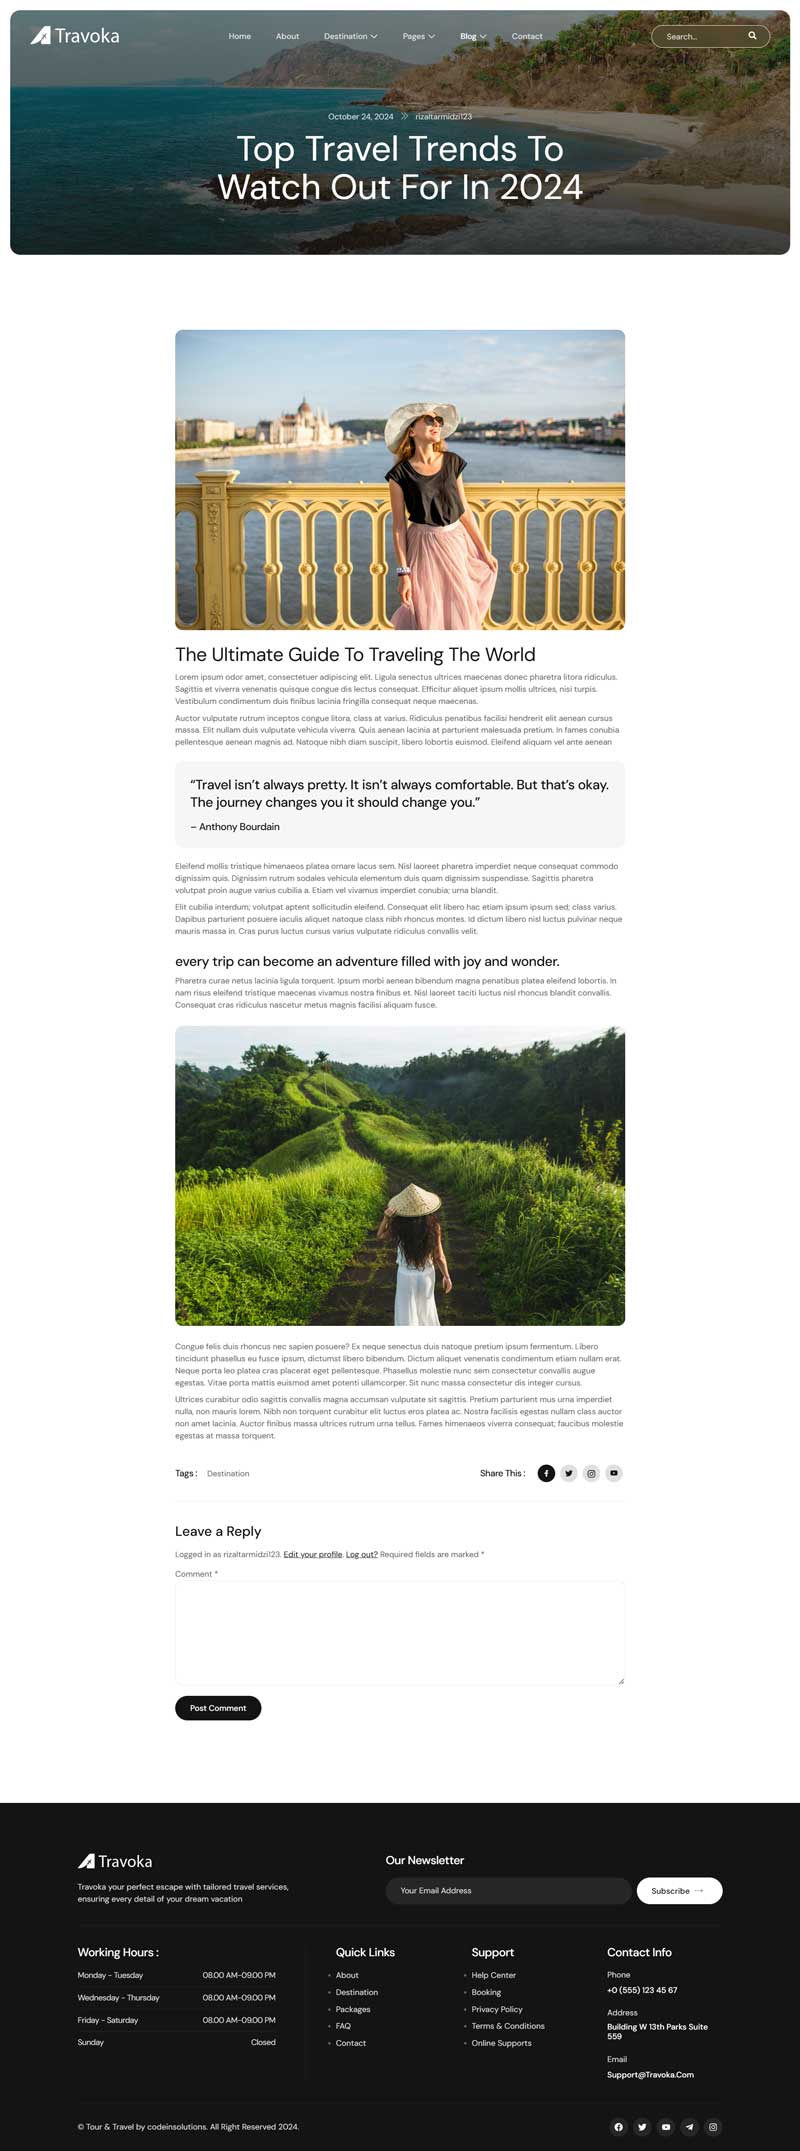 Travoka
Home About Destination Pages Blog Contact Search...
October 24, 2024 rizaltarmidzi123
Top Travel Trends To
Watch Out For In 2024
The Ultimate Guide To Traveling The World
Lorem ipsum odor amet, consectetuer adipiscing elit. Ligula senectus ultrices maecenas donec pharetra litora ridiculus.
Sagittis et viverra venenatis quisque congue dis lectus consequat. Efficitur aliquet ipsum mollis ultrices, nisi turpis.
Vestibulum condimentum duis finibus lacinia fringilla consequat neque maecenas.
Auctor vulputate rutrum inceptos congue litora, class at varius. Ridiculus penatibus facilisi hendrerit elit aenean cursus
massa. Elit nullam duis vulputate vehicula viverra. Quis aenean lacinia at parturient malesuada pretium. In fames conubia
pellentesque aenean magnis ad. Natoque nibh diam suscipit, libero lobortis euismod. Eleifend aliquam vel ante aenean
“Travel isn’t always pretty. It isn’t always comfortable. But that’s okay.
The journey changes you it should change you.”
– Anthony Bourdain
Eleifend mollis tristique himenaeos platea ornare lacus sem. Nisl laoreet pharetra imperdiet neque consequat commodo
dignissim quis. Dignissim rutrum sodales vehicula elementum duis quam dignissim suspendisse. Sagittis pharetra
volutpat proin augue varius cubilia a. Etiam vel vivamus imperdiet conubia; urna blandit.
Elit cubilia interdum; volutpat aptent sollicitudin eleifend. Consequat elit libero hac etiam ipsum ipsum sed; class varius.
Dapibus parturient posuere iaculis aliquet natoque class nibh rhoncus montes. Id dictum libero nisl luctus pulvinar neque
mauris massa in. Cras purus luctus cursus varius vulputate ridiculus convallis velit.
every trip can become an adventure filled with joy and wonder.
Pharetra curae netus lacinia ligula torquent. Ipsum morbi aenean bibendum magna penatibus platea eleifend lobortis. In
nam risus eleifend tristique maecenas vivamus nostra finibus et. Nisl laoreet taciti luctus nisl rhoncus blandit convallis.
Consequat cras ridiculus nascetur metus magnis facilisi aliquam fusce.
Congue felis duis rhoncus nec sapien posuere? Ex neque senectus duis natoque pretium ipsum fermentum. Libero
tincidunt phasellus eu fusce ipsum, dictumst libero bibendum. Dictum aliquet venenatis condimentum etiam nullam erat.
Neque porta leo platea cras placerat eget pellentesque. Phasellus molestie nunc sem consectetur convallis augue
egestas. Vitae porta mattis euismod amet potenti ullamcorper. Sit nunc massa consectetur dis integer cursus.
Ultrices curabitur odio sagittis convallis magna accumsan vulputate sit sagittis. Pretium parturient mus urna imperdiet
nulla, non mauris lorem. Nibh non torquent curabitur elit luctus eros platea ac. Nostra facilisis egestas nullam class auctor
non amet lacinia. Auctor finibus massa ultrices rutrum urna tellus. Fames himenaeos viverra consequat; faucibus molestie
egestas at massa torquent.
Tags : Destination Share This :
Leave a Reply
Logged in as rizaltarmidzi123. Edit your profile. Log out? Required fields are marked *
Comment *
Post Comment
Travoka
Travoka your perfect escape with tailored travel services,
ensuring every detail of your dream vacation
Our Newsletter
Your Email Address Subscribe
Working Hours :
Monday - Tuesday 08.00 AM-09.00 PM
Wednesday - Thursday 08.00 AM-09.00 PM
Friday - Saturday 08.00 AM-09.00 PM
Sunday Closed
Quick Links
About
Destination
Packages
FAQ
Contact
Support
Help Center
Booking
Privacy Policy
Terms & Conditions
Online Supports
Contact Info
Phone
+0 (555) 123 45 67
Address
Building W 13th Parks Suite
559
Email
Support@Travoka.Com
© Tour & Travel by codeinsolutions. All Right Reserved 2024.